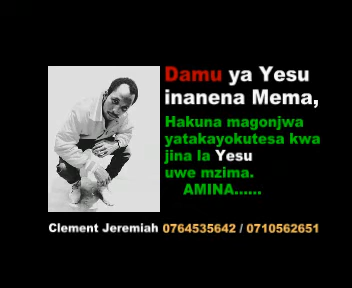 Damu ya Yesu
inanena Mema,
Hakuna magonjwa
yatakayokutesa kwa
jina la Yesu
uwe mzima.
AMINA......
Clement Jeremiah 0764535642 / 0710562651